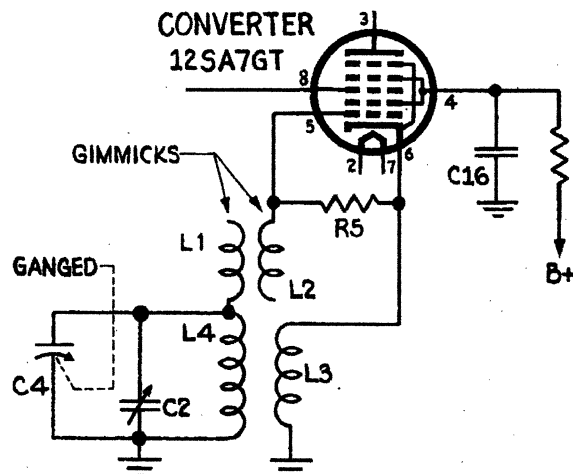 CONVERTER
12SA7GT
3
8
4
5
2
7
6
GIMMICKS
C16
R5
L1
GANGED
L2
B+
L4
C4
C2
L3